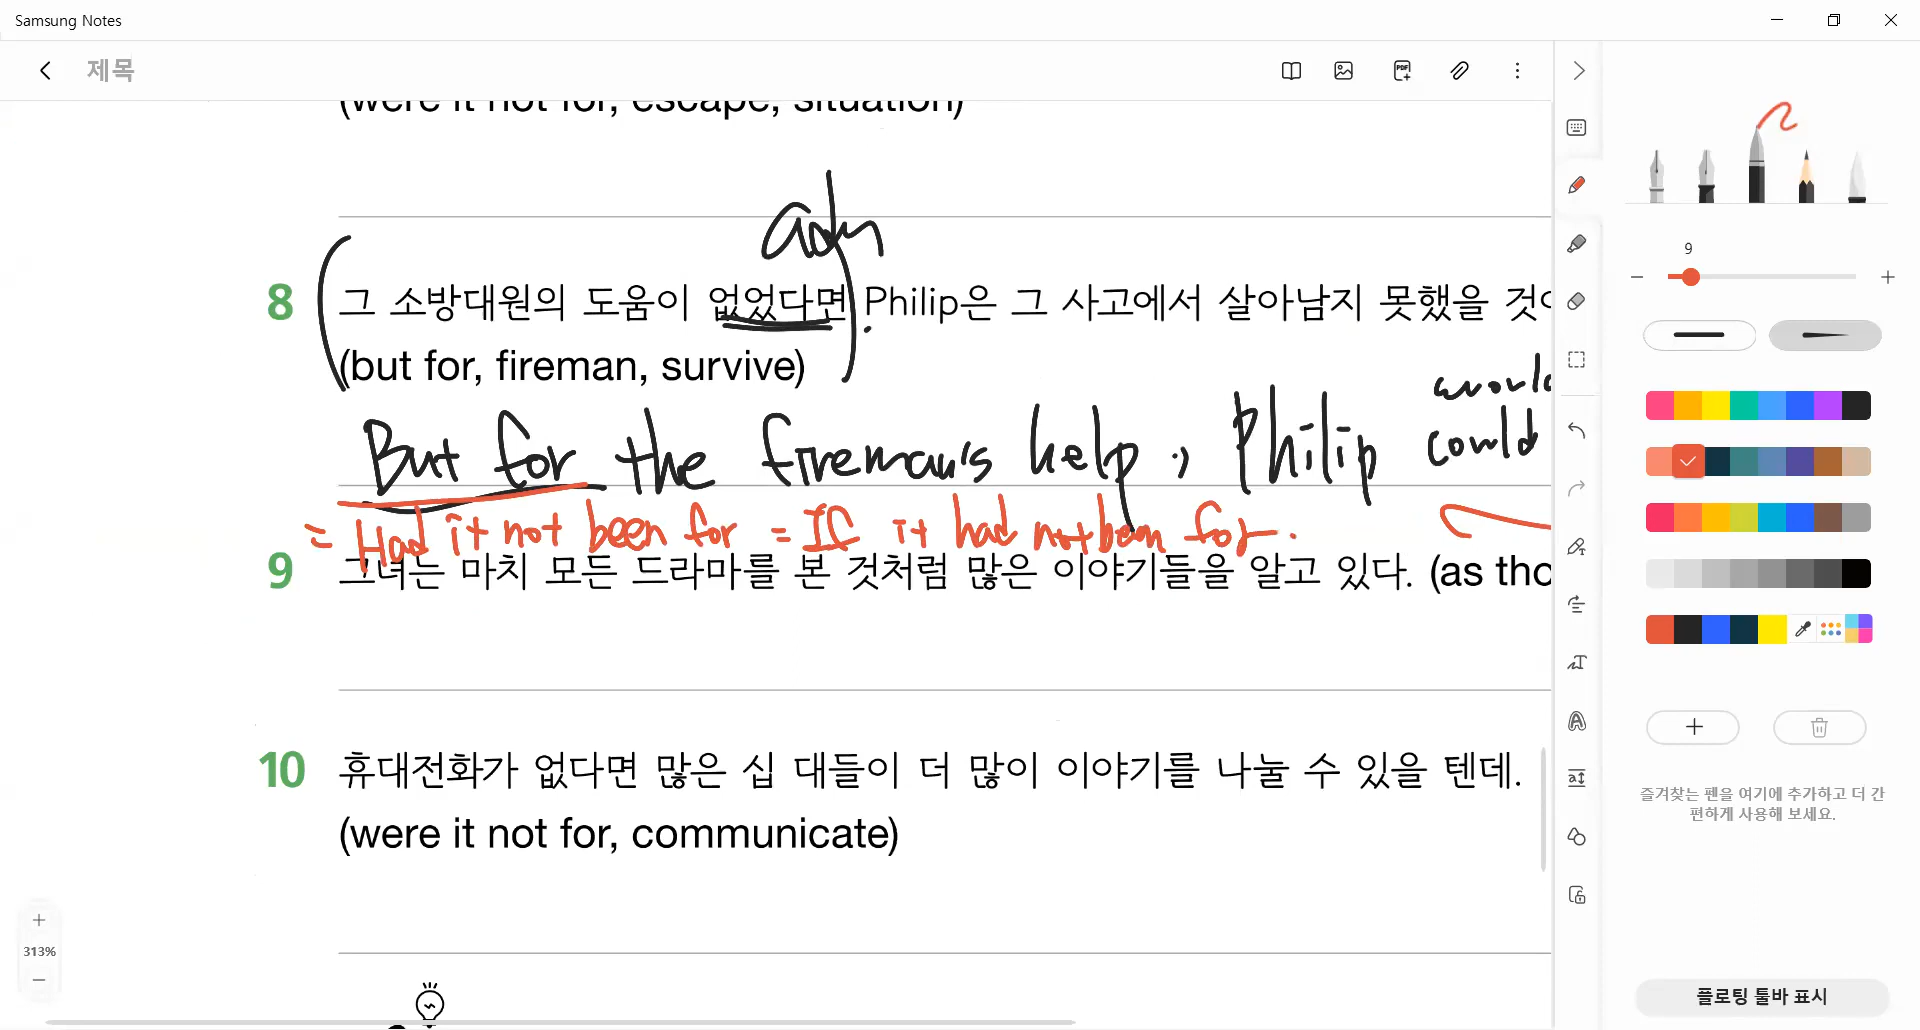 Samsung Notes
제목
(were it not for, escape, situation)
adv
8 그 소방대원의 도움이 없었다면 Philip은 그 사고에서 살아남지 못했을 것
(but for, fireman, survive)
would
But for the fireman's help, Philip could
= Had it not been for = If it had not been for.
9 그녀는 마치 모든 드라마를 본 것처럼 많은 이야기들을 알고 있다. (as tho
10 휴대전화가 없다면 많은 십 대들이 더 많이 이야기를 나눌 수 있을 텐데.
(were it not for, communicate)
313%
PDF
9
즐겨찾는 펜을 여기에 추가하고 더 간
편하게 사용해 보세요.
플로팅 툴바 표시